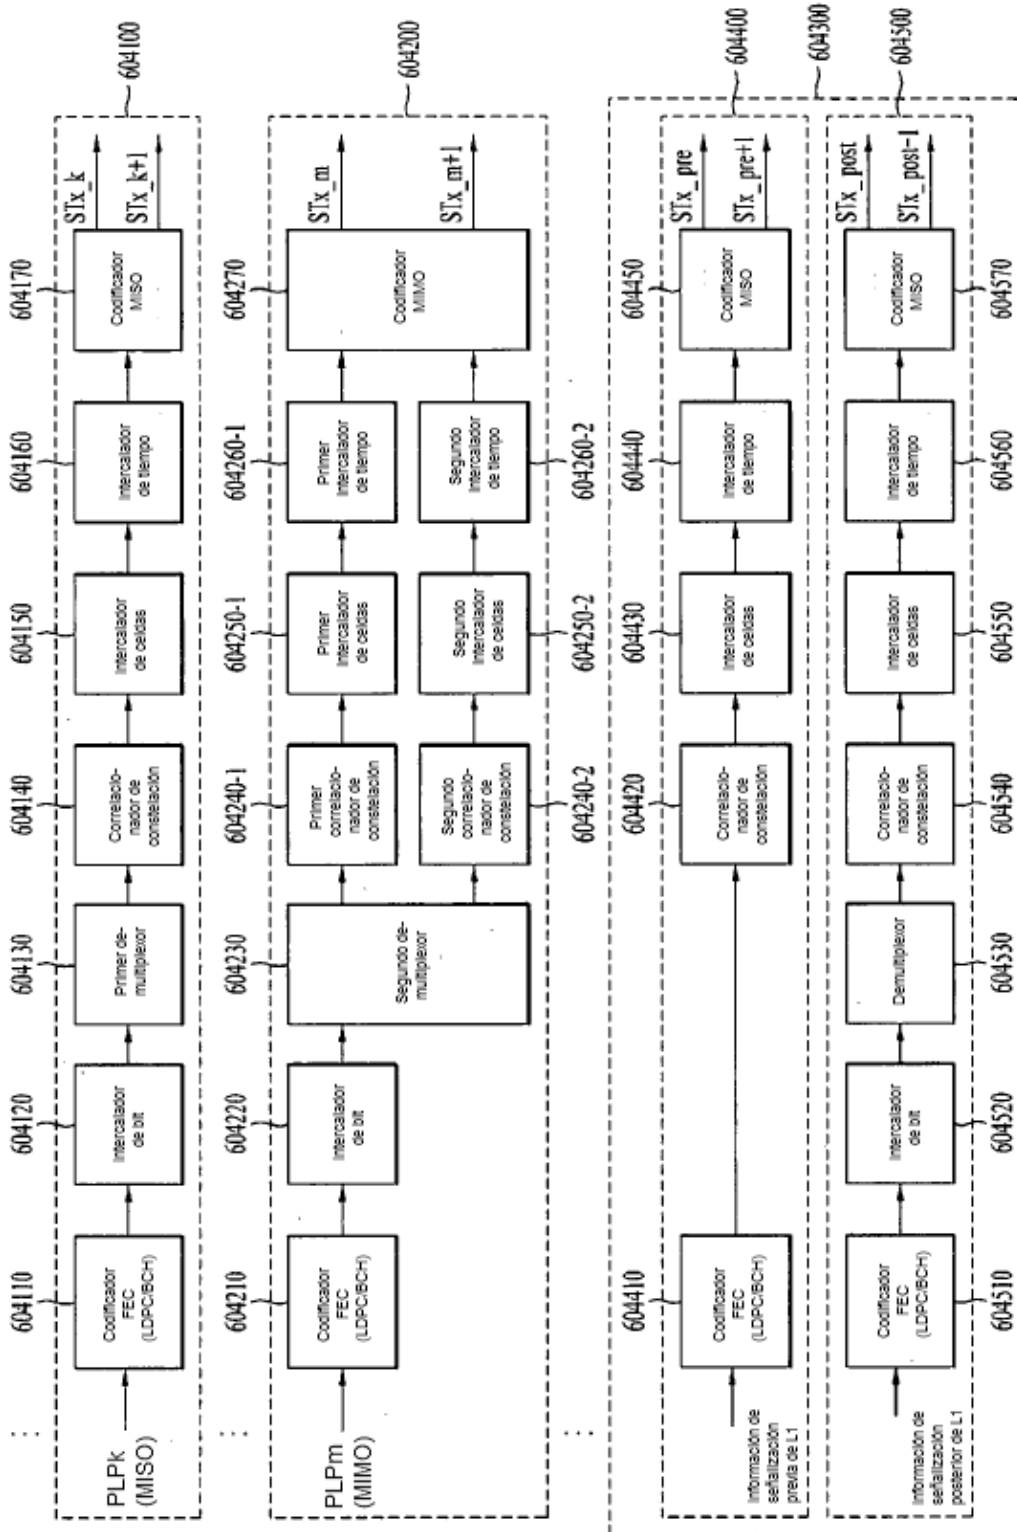 604110
604120
604130
604140
604150
604160
604170
604100
⋮
PLPk
(MISO)
Codificador
FEC
(LDPC/BCH)
Intercalador
de bit
Primer de-
multiplexor
Correlacio-
nador de
constelación
Intercalador
de celdas
Intercalador
de tiempo
Codificador
MISO
STx_k
STx_k+1
604210
604220
604230
604240-1
604250-1
604260-1
604270
604200
⋮
PLPm
(MIMO)
Codificador
FEC
(LDPC/BCH)
Intercalador
de bit
Segundo de-
multiplexor
Primer
correlacio-
nador de
constelación
Primer
Intercalador
de celdas
Primer
Intercalador
de tiempo
Segundo
correlacio-
nador de
constelación
Segundo
Intercalador
de celdas
Segundo
Intercalador
de tiempo
Codificador
MIMO
STx_m
STx_m+1
604240-2
604250-2
604260-2
⋮
604410
604420
604430
604440
604450
604400
604300
604500
Información de
señalización
previa de L1
Codificador
FEC
(LDPC/BCH)
Correlacio-
nador de
constelación
Intercalador
de celdas
Intercalador
de tiempo
Codificador
MISO
STx_pre
STx_pre+1
Información de
señalización
posterior de L1
Codificador
FEC
(LDPC/BCH)
Intercalador
de bit
Demultiplexor
Correlacio-
nador de
constelación
Intercalador
de celdas
Intercalador
de tiempo
Codificador
MISO
STx_post
STx_post-1
604510
604520
604530
604540
604550
604560
604570